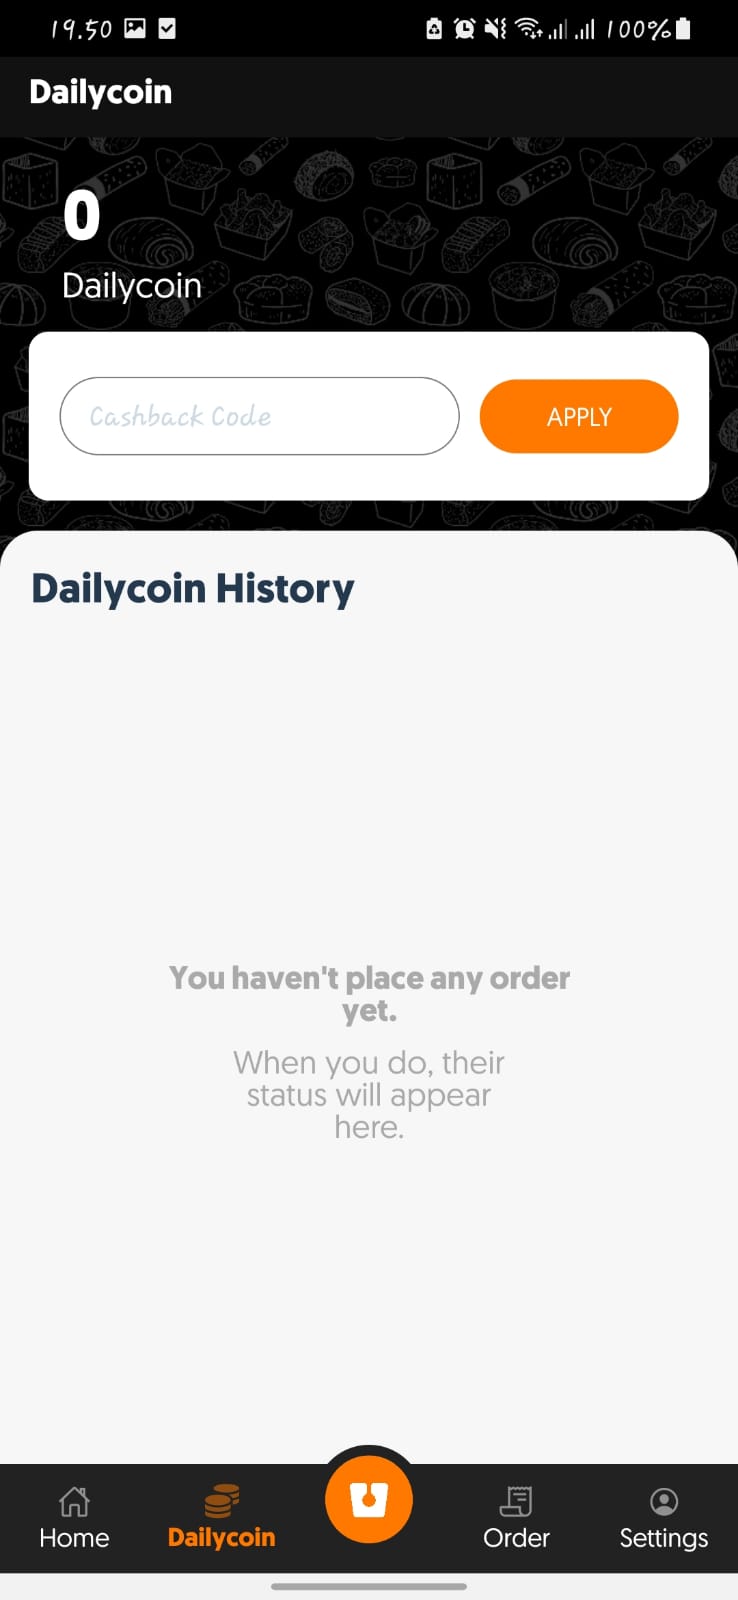 19.50 100%
Dailycoin
0
Dailycoin
Cashback Code
APPLY
Dailycoin History
You haven't place any order
yet.
When you do, their
status will appear
here.
Home Dailycoin Order Settings